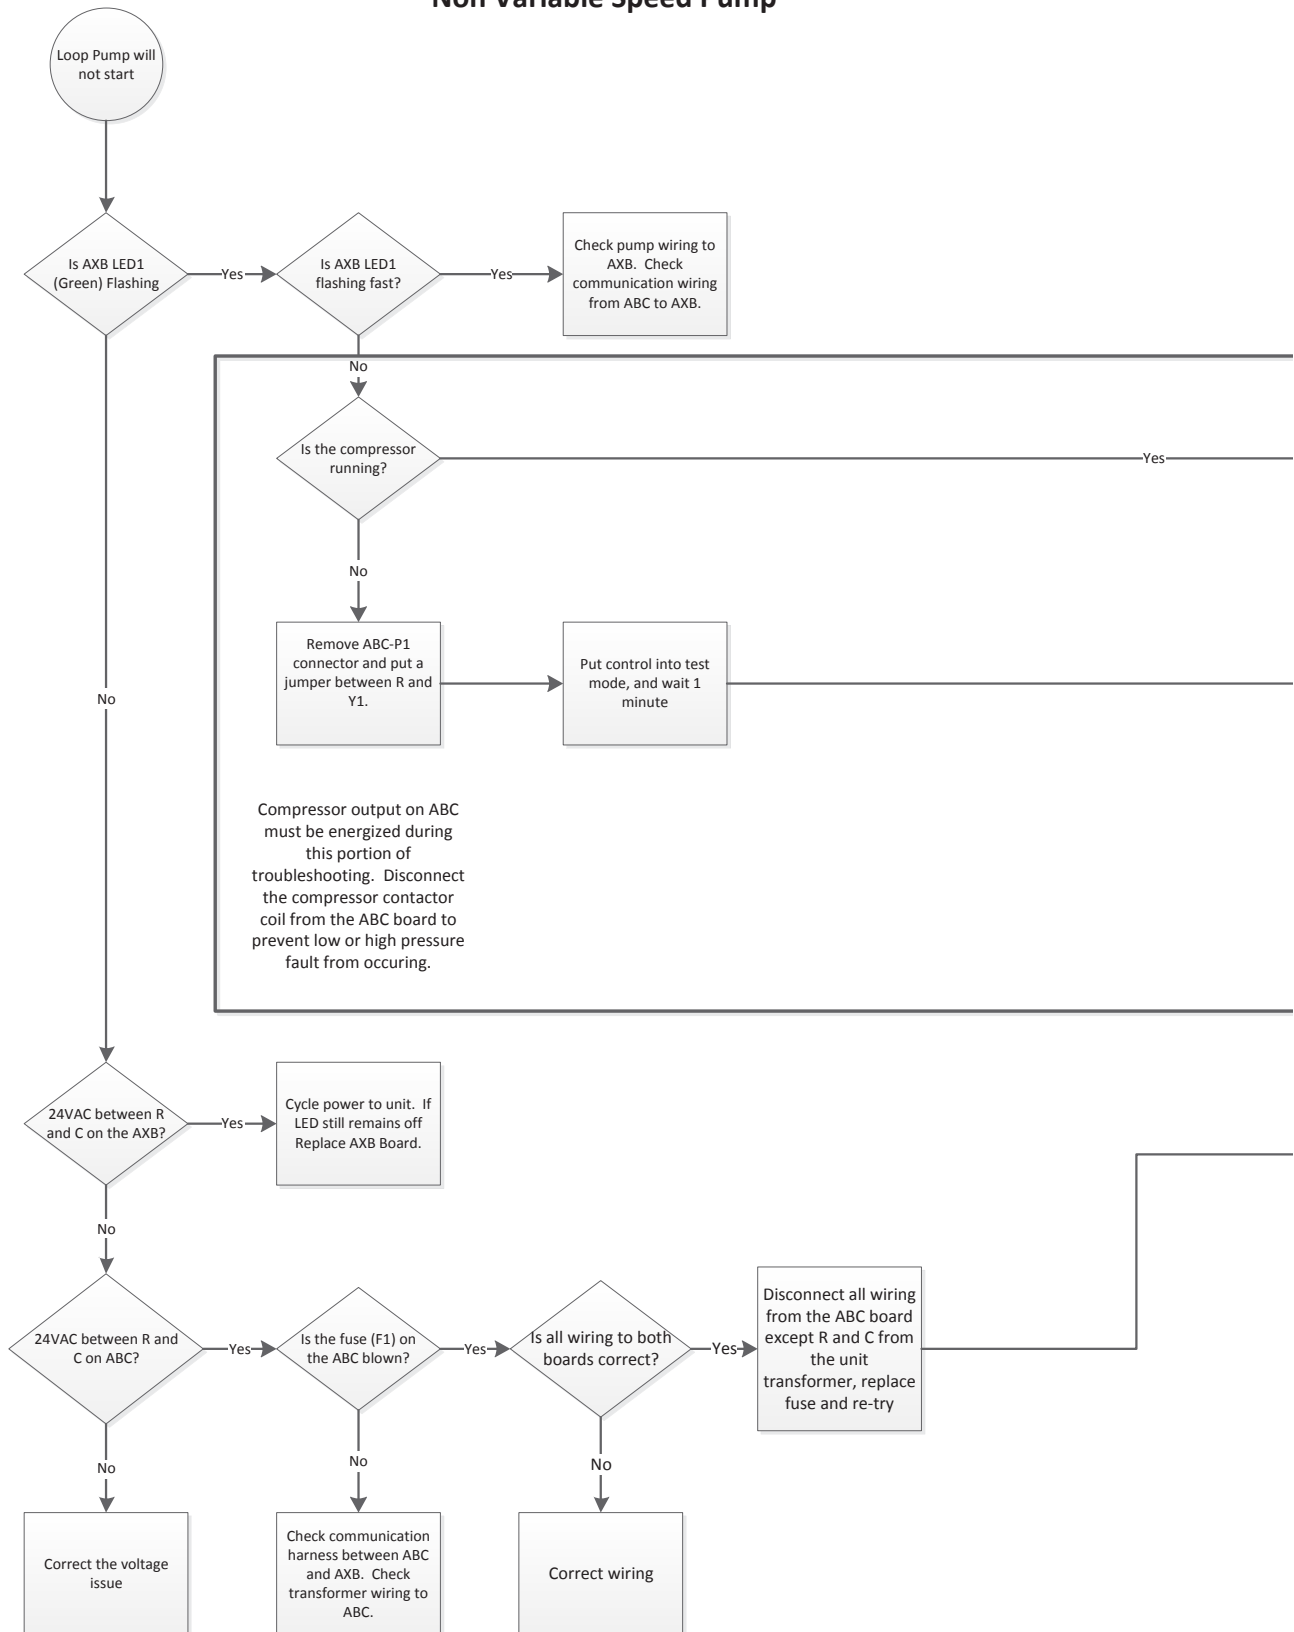 Non Variable Speed Pump
Loop Pump will
not start
Is AXB LED1
(Green) Flashing
Yes
Is AXB LED1
flashing fast?
Yes
Check pump wiring to
AXB. Check
communication wiring
from ABC to AXB.
No
Is the compressor
running?
Yes
No
Remove ABC-P1
connector and put a
jumper between R and
Y1.
Put control into test
mode, and wait 1
minute
No
Compressor output on ABC
must be energized during
this portion of
troubleshooting. Disconnect
the compressor contactor
coil from the ABC board to
prevent low or high pressure
fault from occuring.
24VAC between R
and C on the AXB?
Yes
Cycle power to unit. If
LED still remains off
Replace AXB Board.
No
24VAC between R and
C on ABC?
Yes
Is the fuse (F1) on
the ABC blown?
Yes
Is all wiring to both
boards correct?
Yes
Disconnect all wiring
from the ABC board
except R and C from
the unit
transformer, replace
fuse and re-try
No
No
No
Correct the voltage
issue
Check communication
harness between ABC
and AXB. Check
transformer wiring to
ABC.
Correct wiring